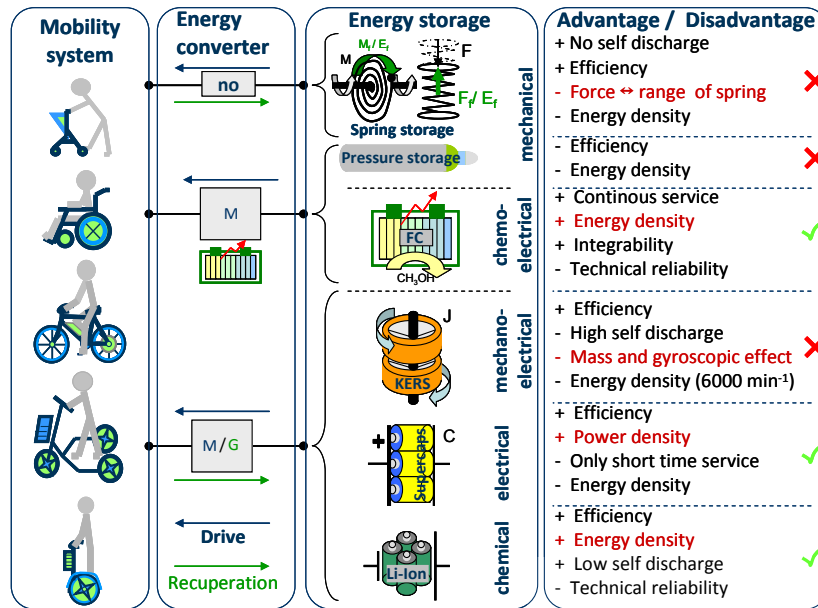 Mobility system
Energy converter
Energy storage
Advantage / Disadvantage
no
M
Mf / Ef
F
Ff / Ef
Spring storage
Pressure storage
mechanical
+ No self discharge
+ Efficiency
- Force ↔ range of spring
- Energy density
- Efficiency
- Energy density
M
FC
CH3OH
chemo-
electrical
+ Continous service
+ Energy density
+ Integrability
- Technical reliability
J
KERS
mechano-
electrical
+ Efficiency
- High self discharge
- Mass and gyroscopic effect
- Energy density (6000 min-1)
M/G
+
C
Supercaps
electrical
+ Efficiency
+ Power density
- Only short time service
- Energy density
Drive
Recuperation
Li-Ion
chemical
+ Efficiency
+ Energy density
+ Low self discharge
- Technical reliability